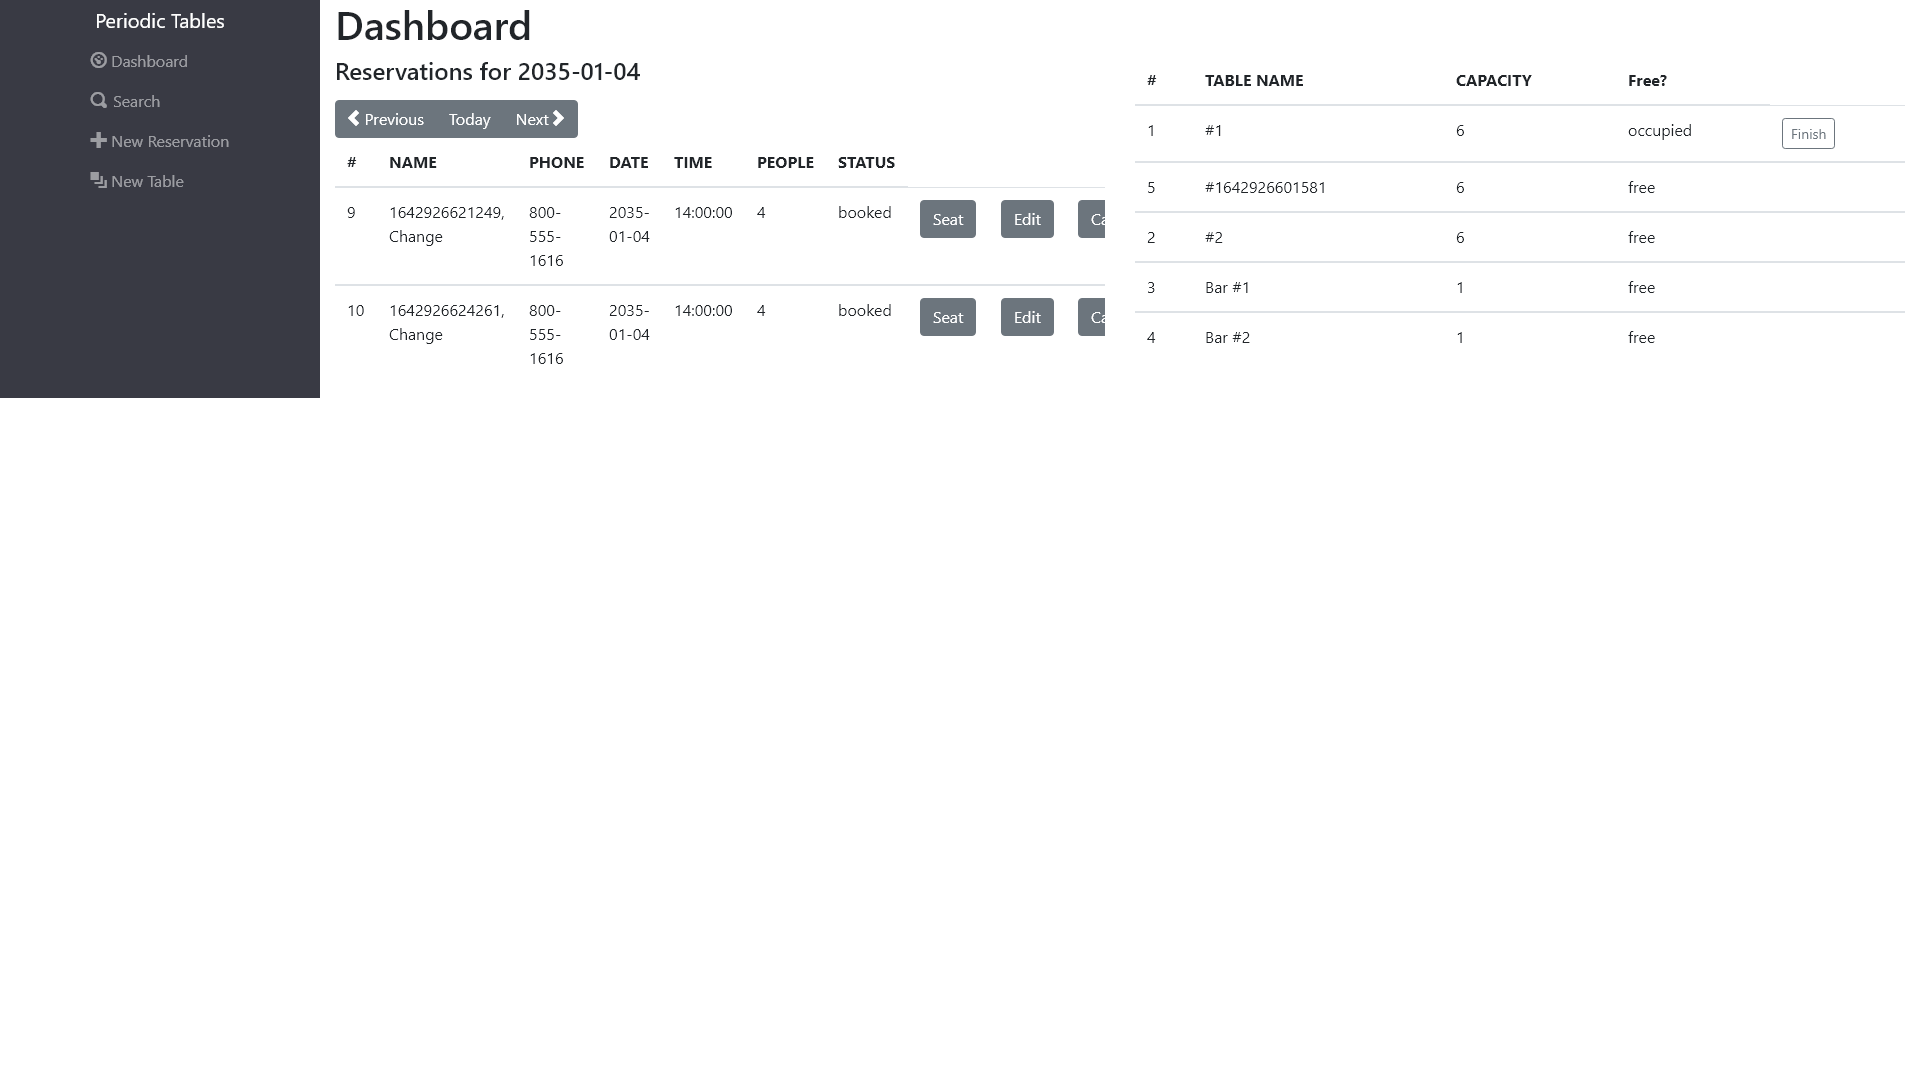 Periodic Tables
Dashboard
Search
New Reservation
New Table
Dashboard
Reservations for 2035-01-04
Previous Today Next
# NAME PHONE DATE TIME PEOPLE STATUS
9 1642926621249, 800- 2035- 14:00:00 4 booked Seat Edit Ca
Change 555- 01-04
1616
10 1642926624261, 800- 2035- 14:00:00 4 booked Seat Edit Ca
Change 555- 01-04
1616
# TABLE NAME CAPACITY Free?
1 #1 6 occupied Finish
5 #1642926601581 6 free
2 #2 6 free
3 Bar #1 1 free
4 Bar #2 1 free